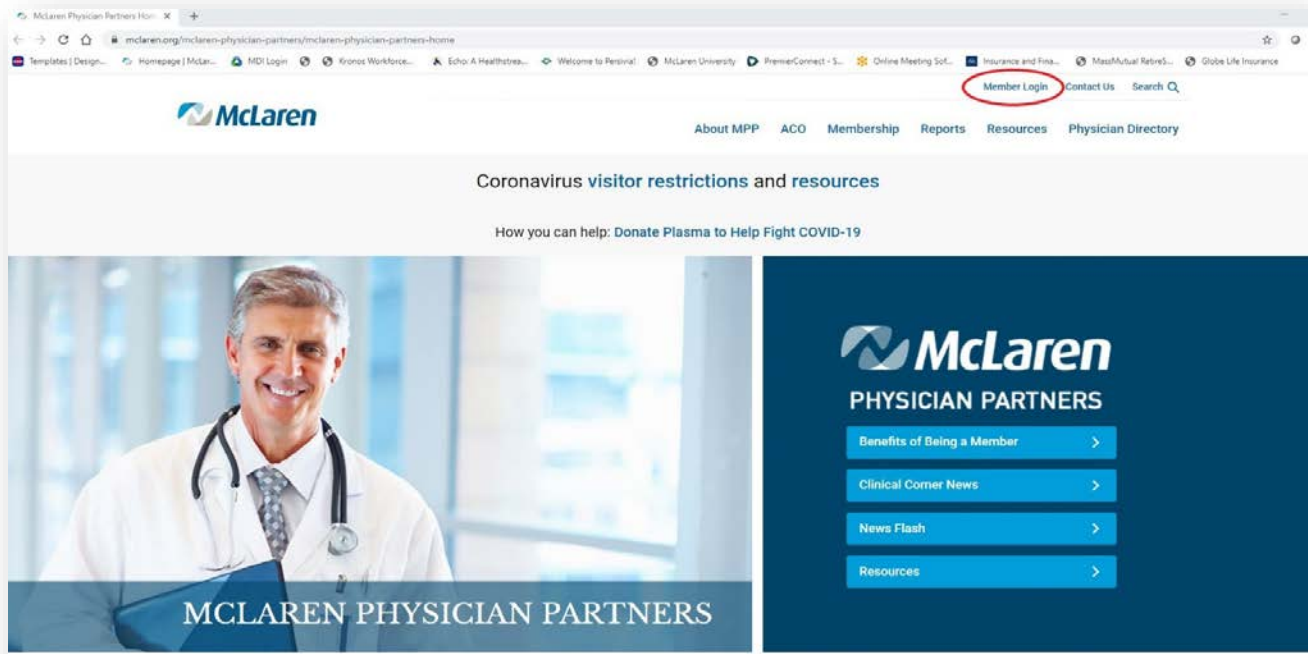 McLaren Physician Partners Hom
mclaren.org/mclaren-physician-partners/mclaren-physician-partners-home
Templates | Design... Homepage | McLar... MDI Login Kronos Workforce... Echo: A Healthstrea... Welcome to Persivia! McLaren University PremierConnect - S... Online Meeting Sof... Insurance and Fina... MassMutual RetireS... Globe Life Insurance
Member Login Contact Us Search
McLaren
About MPP ACO Membership Reports Resources Physician Directory
Coronavirus visitor restrictions and resources
How you can help: Donate Plasma to Help Fight COVID-19
McLaren
PHYSICIAN PARTNERS
Benefits of Being a Member
Clinical Corner News
News Flash
Resources
MCLAREN PHYSICIAN PARTNERS